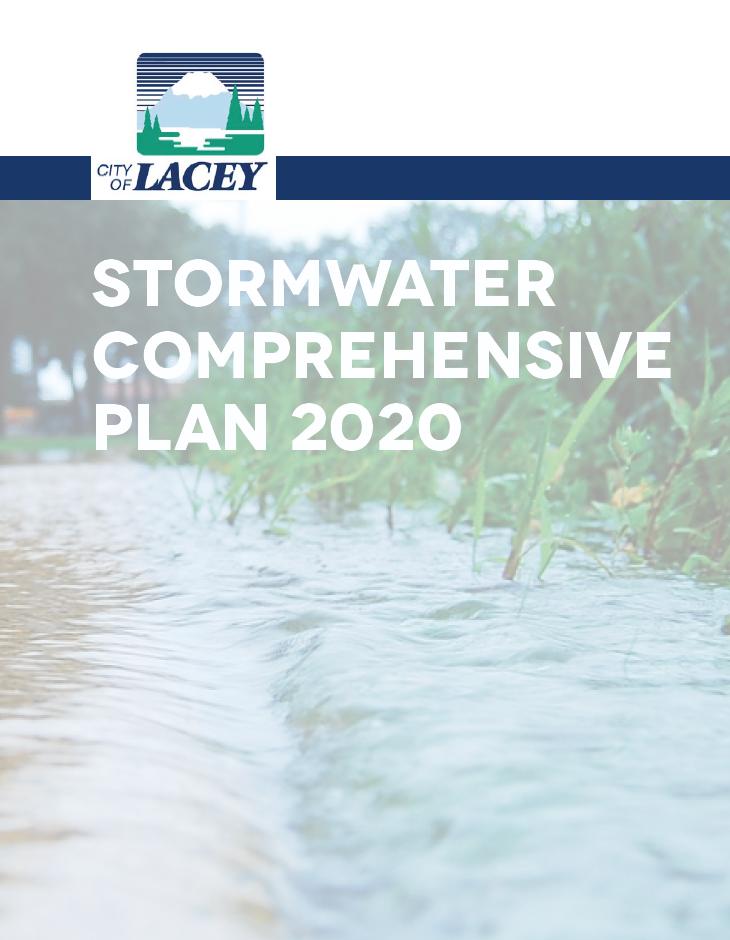 CITY
OF LACEY
STORMWATER
COMPREHENSIVE
PLAN 2020